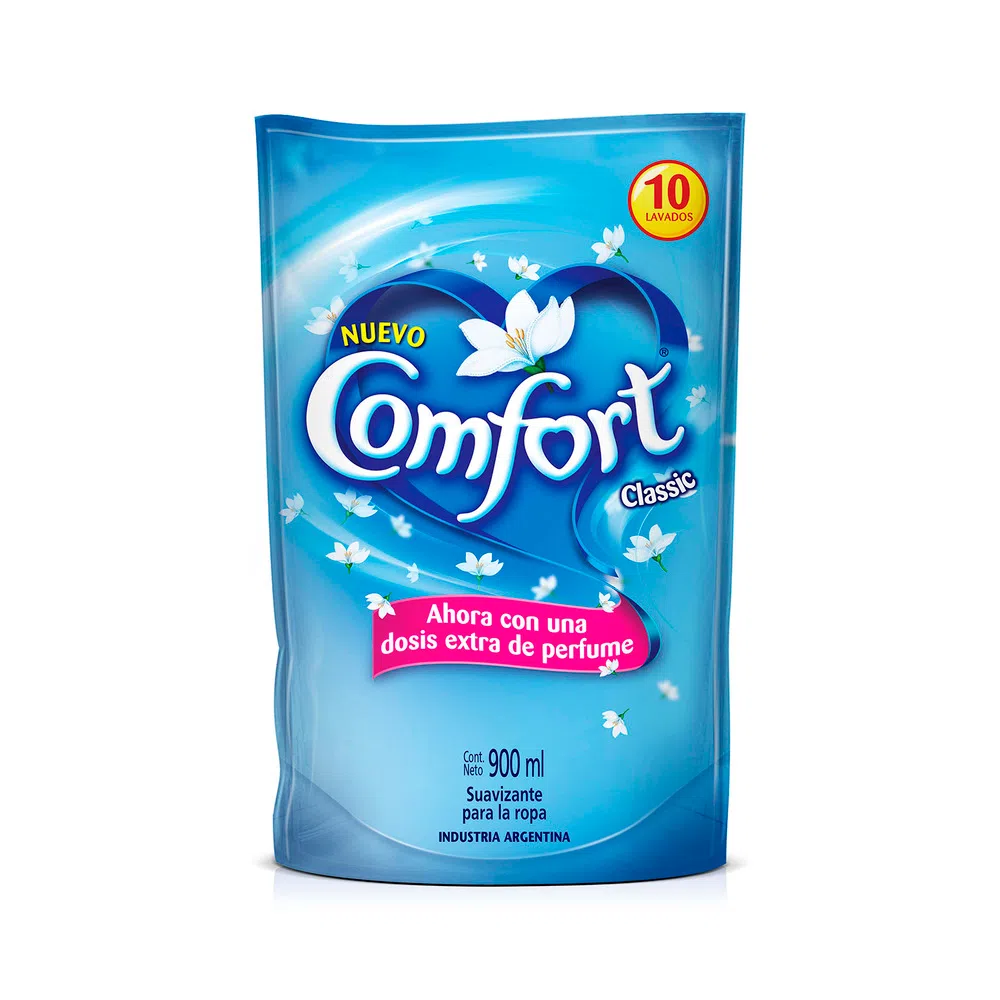 10
LAVADOS
NUEVO
Comfort®
Classic
Ahora con una
dosis extra de perfume
Cont.
Neto 900 ml
Suavizante
para la ropa
INDUSTRIA ARGENTINA